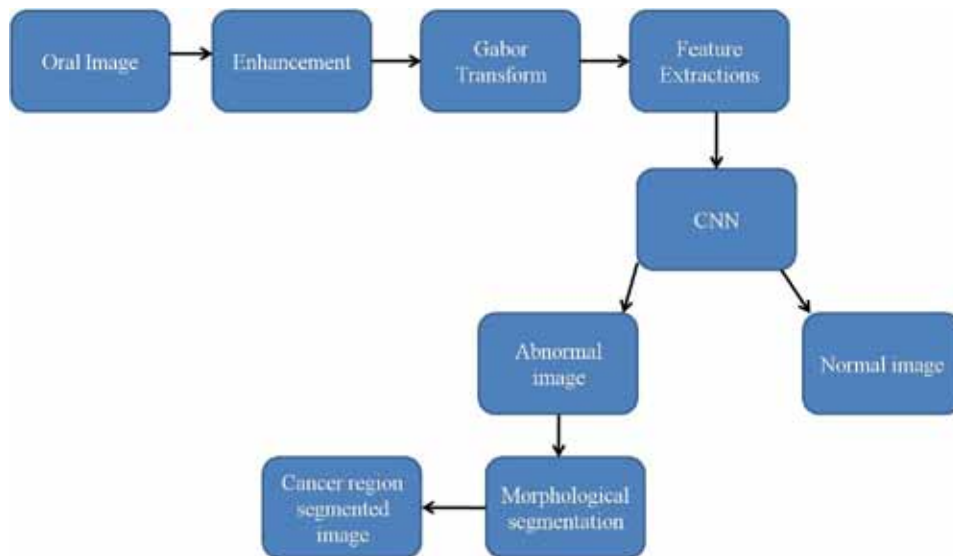 Oral Image
Enhancement
Gabor
Transform
Feature
Extractions
CNN
Abnormal
image
Normal image
Cancer region
segmented
image
Morphological
segmentation